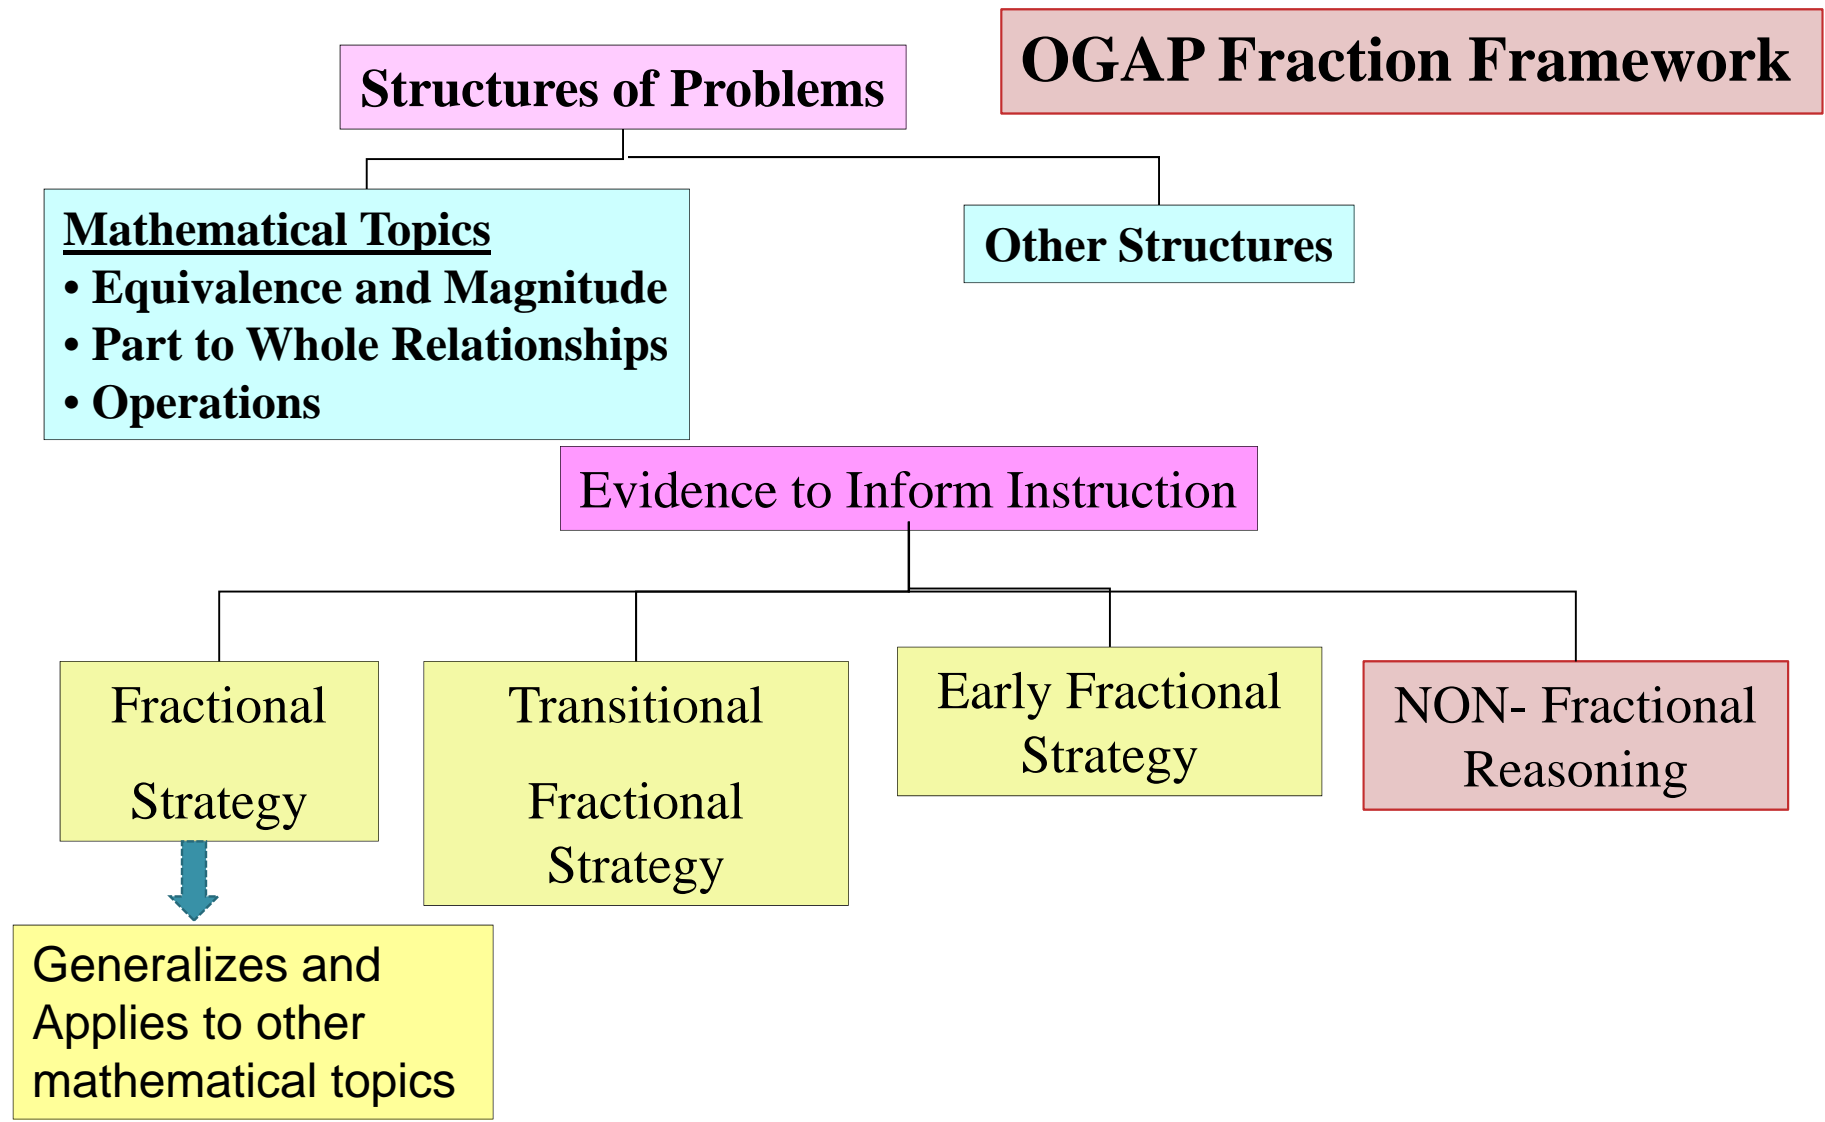 OGAP Fraction Framework
Structures of Problems
Mathematical Topics
• Equivalence and Magnitude
• Part to Whole Relationships
• Operations
Other Structures
Evidence to Inform Instruction
Fractional
Strategy
Transitional
Fractional
Strategy
Early Fractional
Strategy
NON- Fractional
Reasoning
Generalizes and
Applies to other
mathematical topics